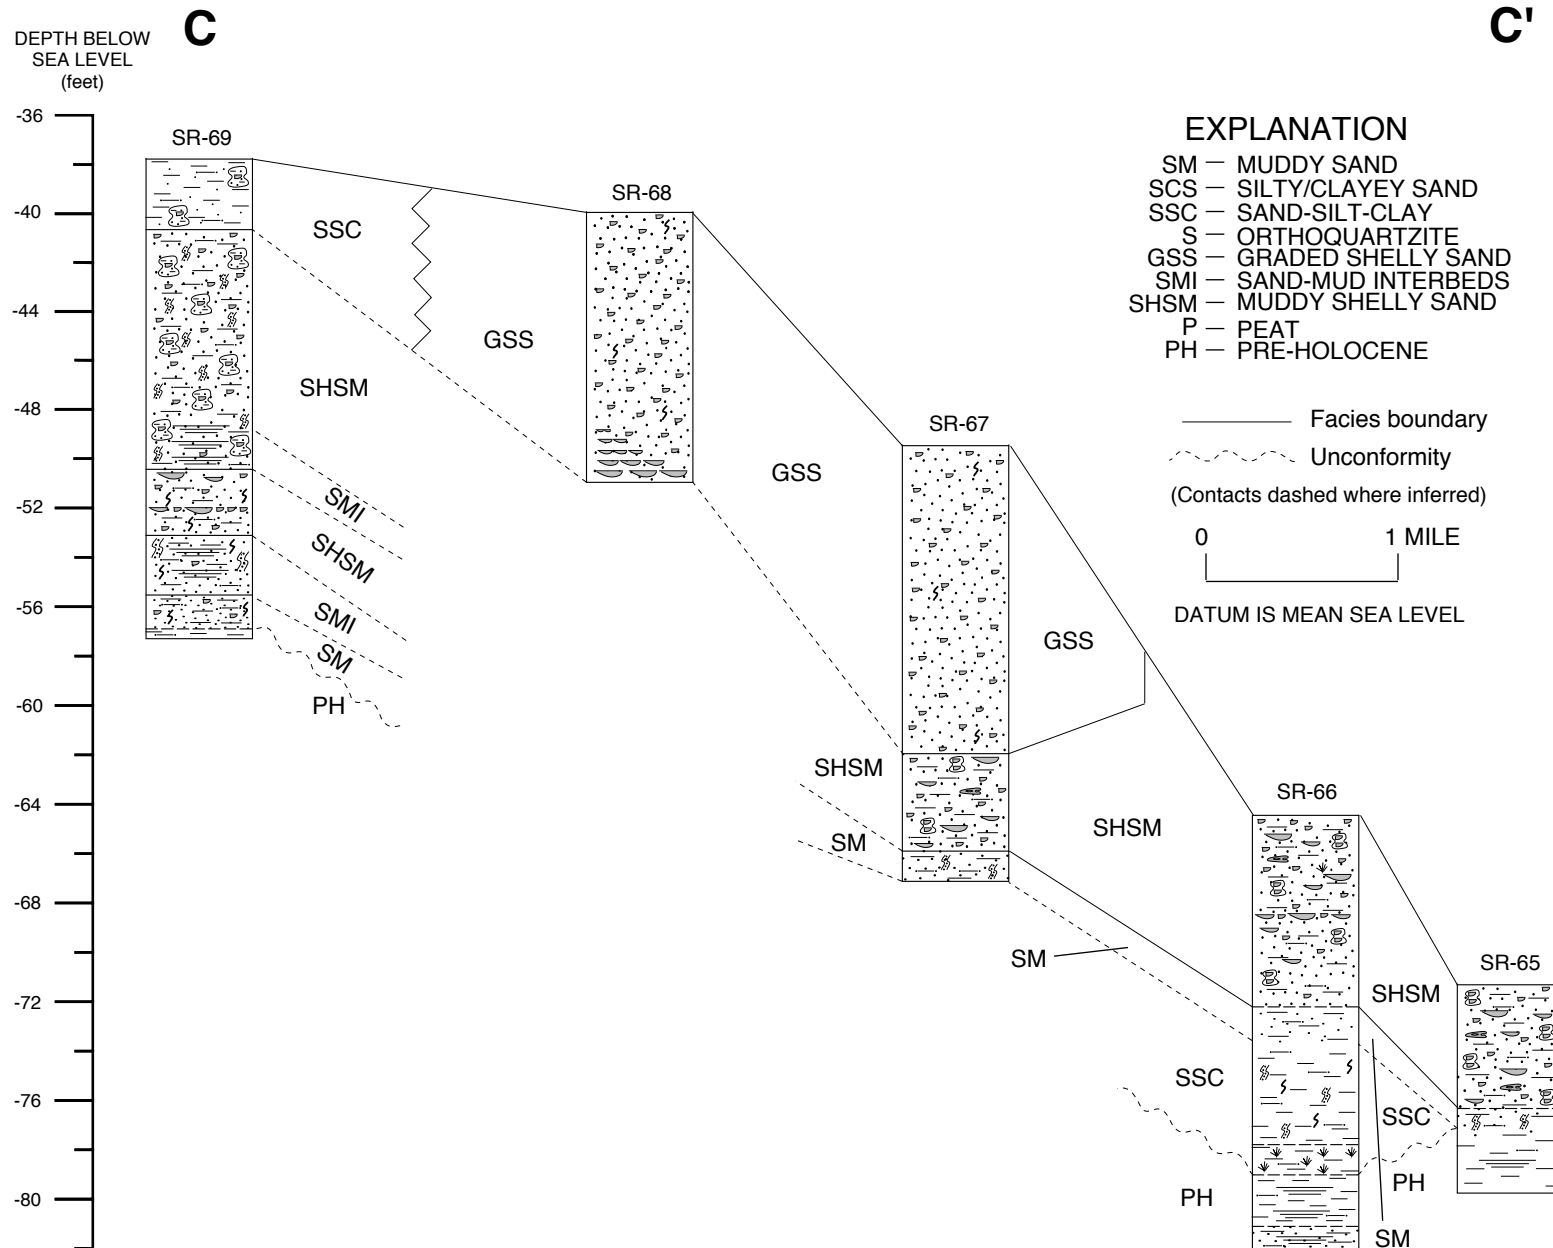 C
C'
DEPTH BELOW
SEA LEVEL
(feet)
-36
-40
-44
-48
-52
-56
-60
-64
-68
-72
-76
-80
SR-69
SR-68
SR-67
SR-66
SR-65
SSC
GSS
SHSM
SMI
SHSM
SMI
SM
PH
GSS
SHSM
SM
GSS
SHSM
SM
SSC
PH
SHSM
SSC
PH
SM
EXPLANATION
SM — MUDDY SAND
SCS — SILTY/CLAYEY SAND
SSC — SAND-SILT-CLAY
S — ORTHOQUARTZITE
GSS — GRADED SHELLY SAND
SMI — SAND-MUD INTERBEDS
SHSM — MUDDY SHELLY SAND
P — PEAT
PH — PRE-HOLOCENE
Facies boundary
Unconformity
(Contacts dashed where inferred)
0 1 MILE
DATUM IS MEAN SEA LEVEL